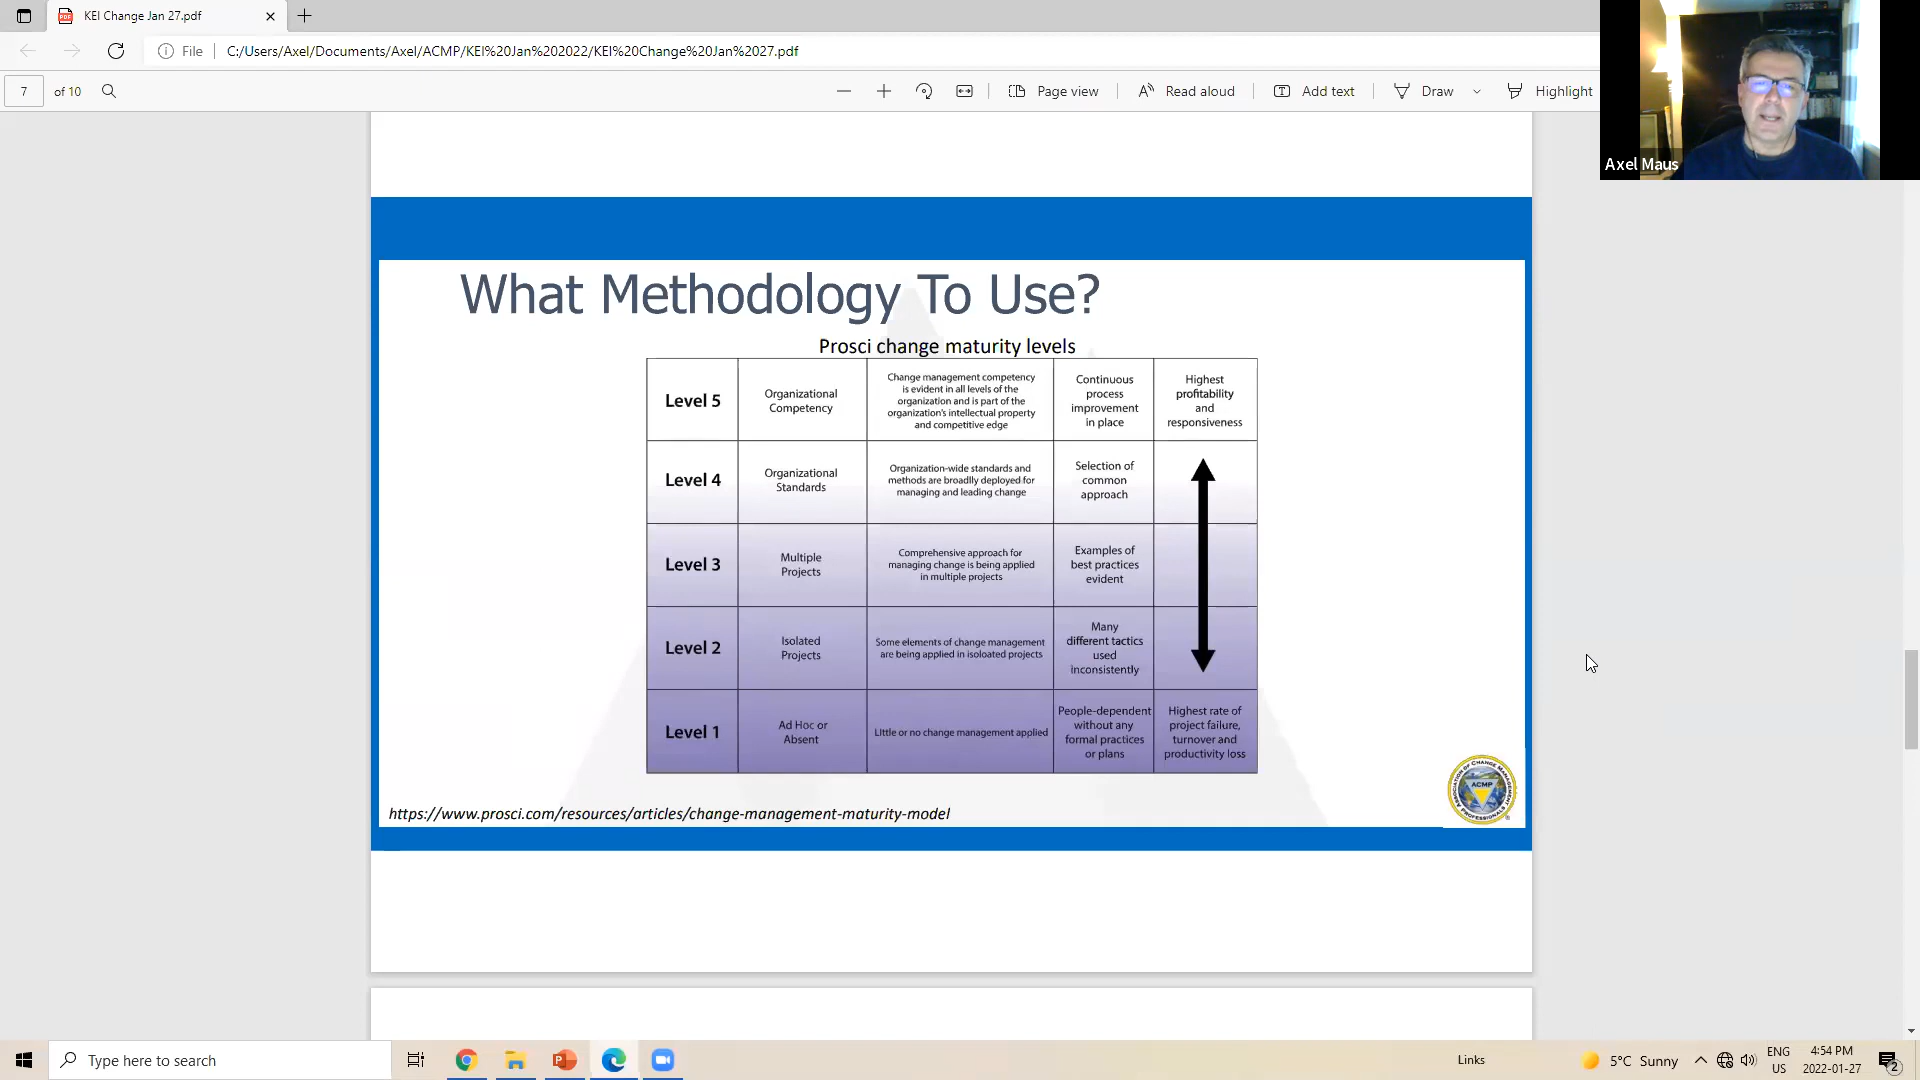 KEI Change Jan 27.pdf
File
C:/Users/Axel/Documents/Axel/ACMP/KEI%20Jan%202022/KEI%20Change%20Jan%2027.pdf
7
of 10
Page view
Read aloud
Add text
Draw
Highlight
Axel Maus
What Methodology To Use?
Prosci change maturity levels
Level 5
Organizational
Competency
Change management competency
is evident in all levels of the
organization and is part of the
organization's intellectual property
and competitive edge
Continuous
process
improvement
in place
Highest
profitability
and
responsiveness
Level 4
Organizational
Standards
Organization-wide standards and
methods are broadlly deployed for
managing and leading change
Selection of
common
approach
Level 3
Multiple
Projects
Comprehensive approach for
managing change is being applied
in multiple projects
Examples of
best practices
evident
Level 2
Isolated
Projects
Some elements of change management
are being applied in isoloated projects
Many
different tactics
used
inconsistently
Level 1
Ad Hoc or
Absent
Little or no change management applied
People-dependent
without any
formal practices
or plans
Highest rate of
project failure,
turnover and
productivity loss
https://www.prosci.com/resources/articles/change-management-maturity-model
ASSOCIATION OF CHANGE MANAGEMENT PROFESSIONALS
ACMP
Type here to search
Links
5°C Sunny
ENG
US
4:54 PM
2022-01-27
2